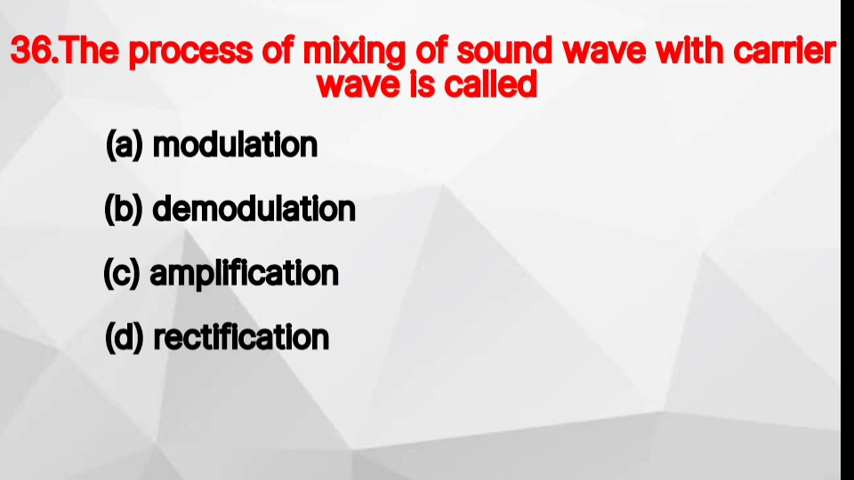 36.The process of mixing of sound wave with carrier
wave is called
(a) modulation
(b) demodulation
(c) amplification
(d) rectification